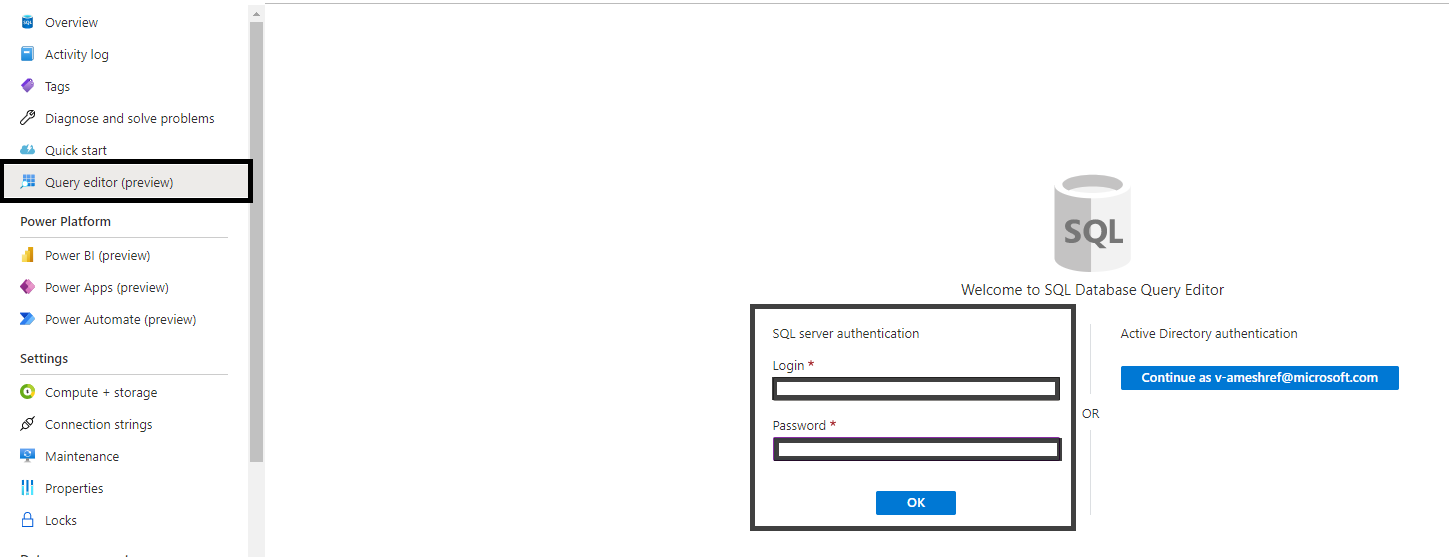 Overview
Activity log
Tags
Diagnose and solve problems
Quick start
Query editor (preview)
Power Platform
Power BI (preview)
Power Apps (preview)
Power Automate (preview)
Settings
Compute + storage
Connection strings
Maintenance
Properties
Locks
SQL
Welcome to SQL Database Query Editor
SQL server authentication
Login *
Password *
OK
OR
Active Directory authentication
Continue as v-ameshref@microsoft.com